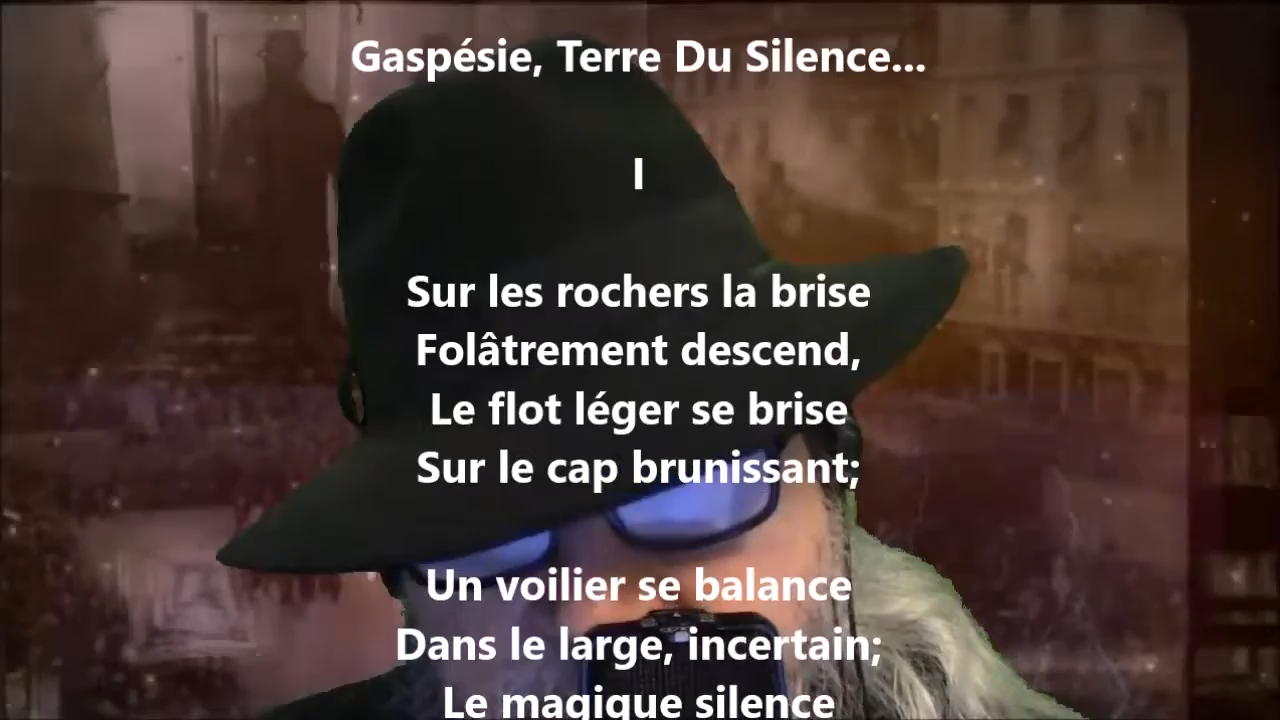 Gaspésie, Terre Du Silence...
I
Sur les rochers la brise
Folâtrement descend,
Le flot léger se brise
Sur le cap brunissant;
Un voilier se balance
Dans le large, incertain;
Le magique silence